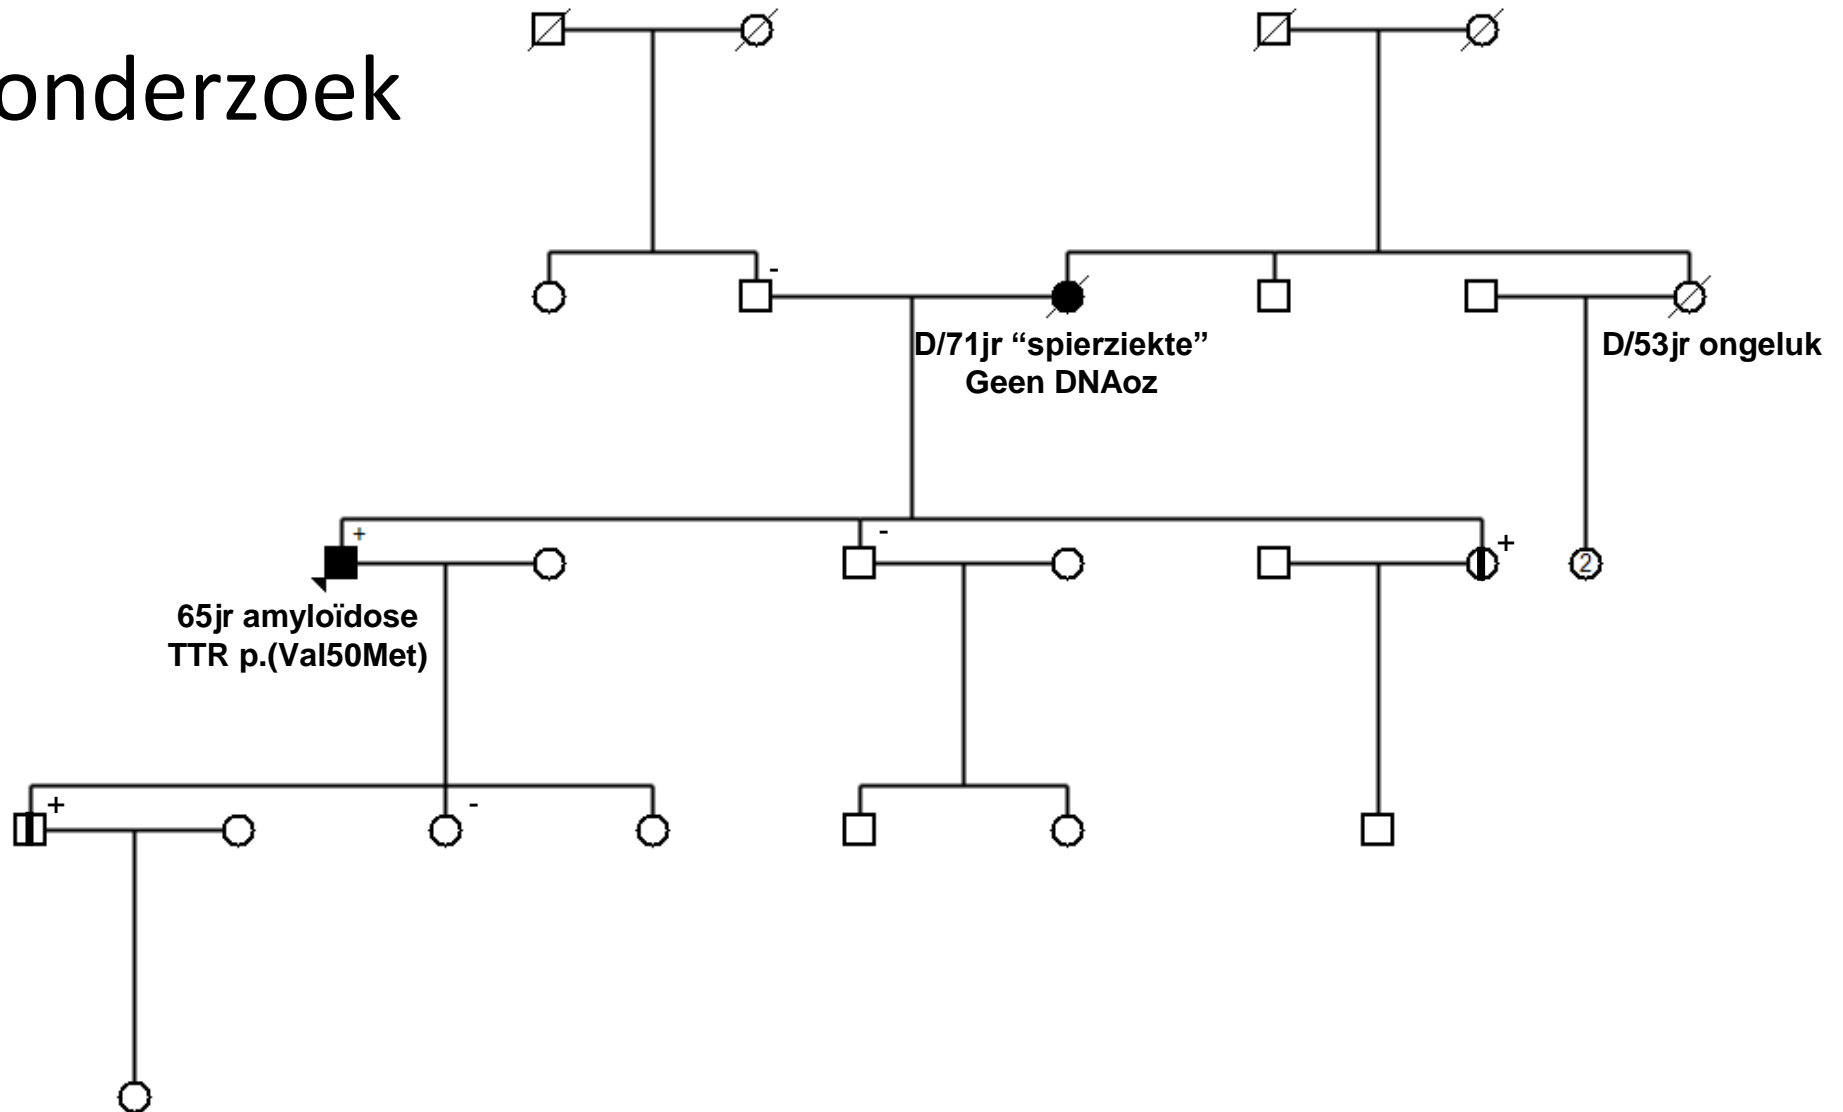 onderzoek
-
D/71jr “spierziekte”
Geen DNAoz
D/53jr ongeluk
+
-
+
2
65jr amyloïdose
TTR p.(Val50Met)
+
-